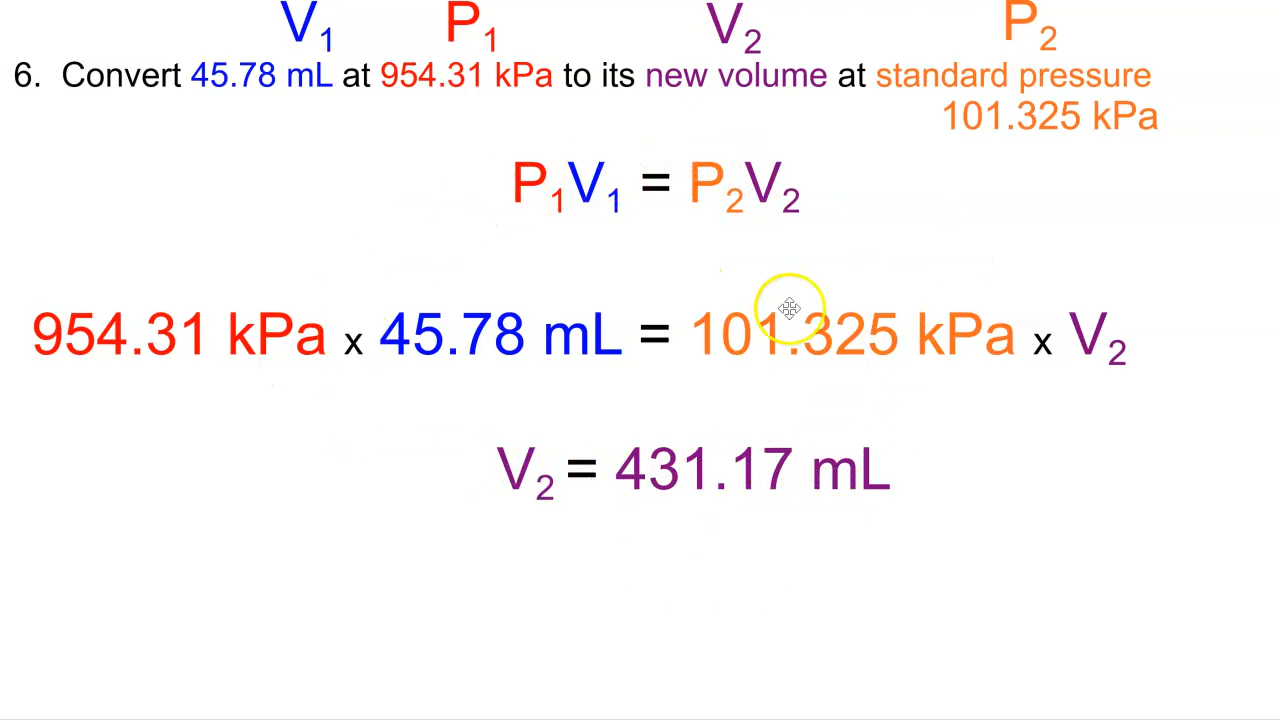 V₁ P₁ V₂ P₂
6. Convert 45.78 mL at 954.31 kPa to its new volume at standard pressure
101.325 kPa
P₁V₁ = P₂V₂
954.31 kPa x 45.78 mL = 101.325 kPa x V₂
V₂ = 431.17 mL